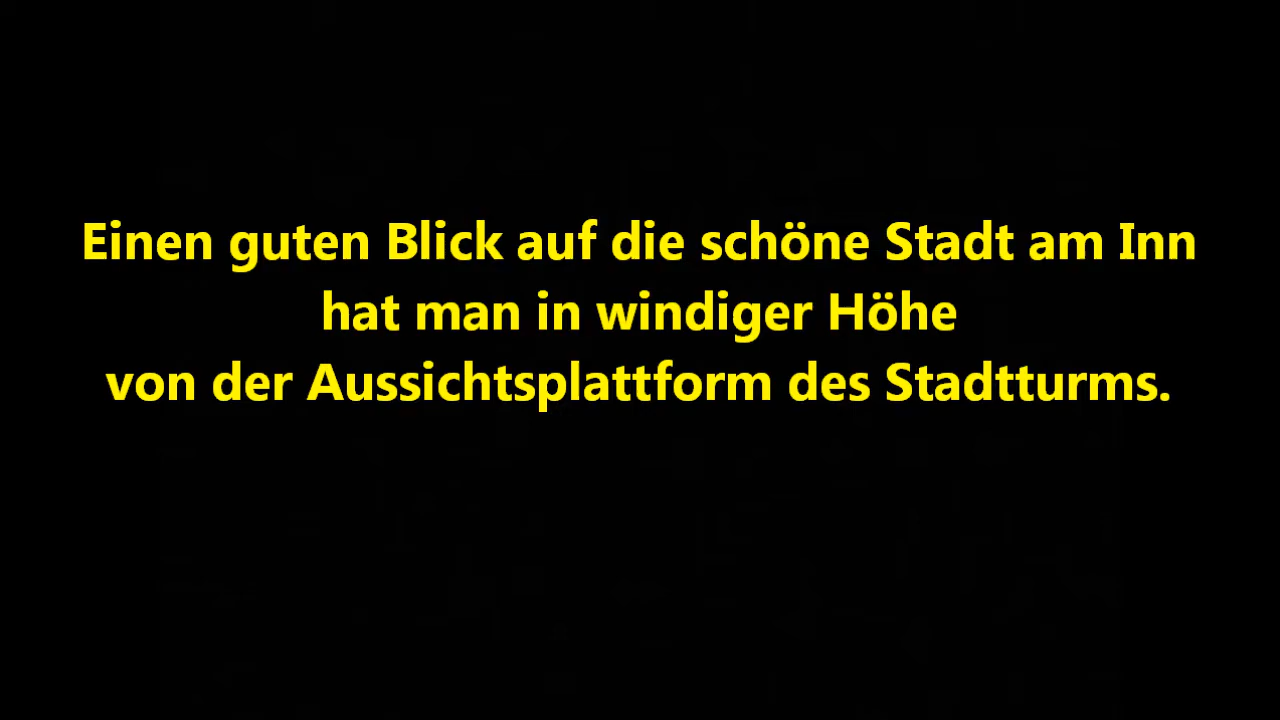 Einen guten Blick auf die schöne Stadt am Inn
hat man in windiger Höhe
von der Aussichtsplattform des Stadtturms.